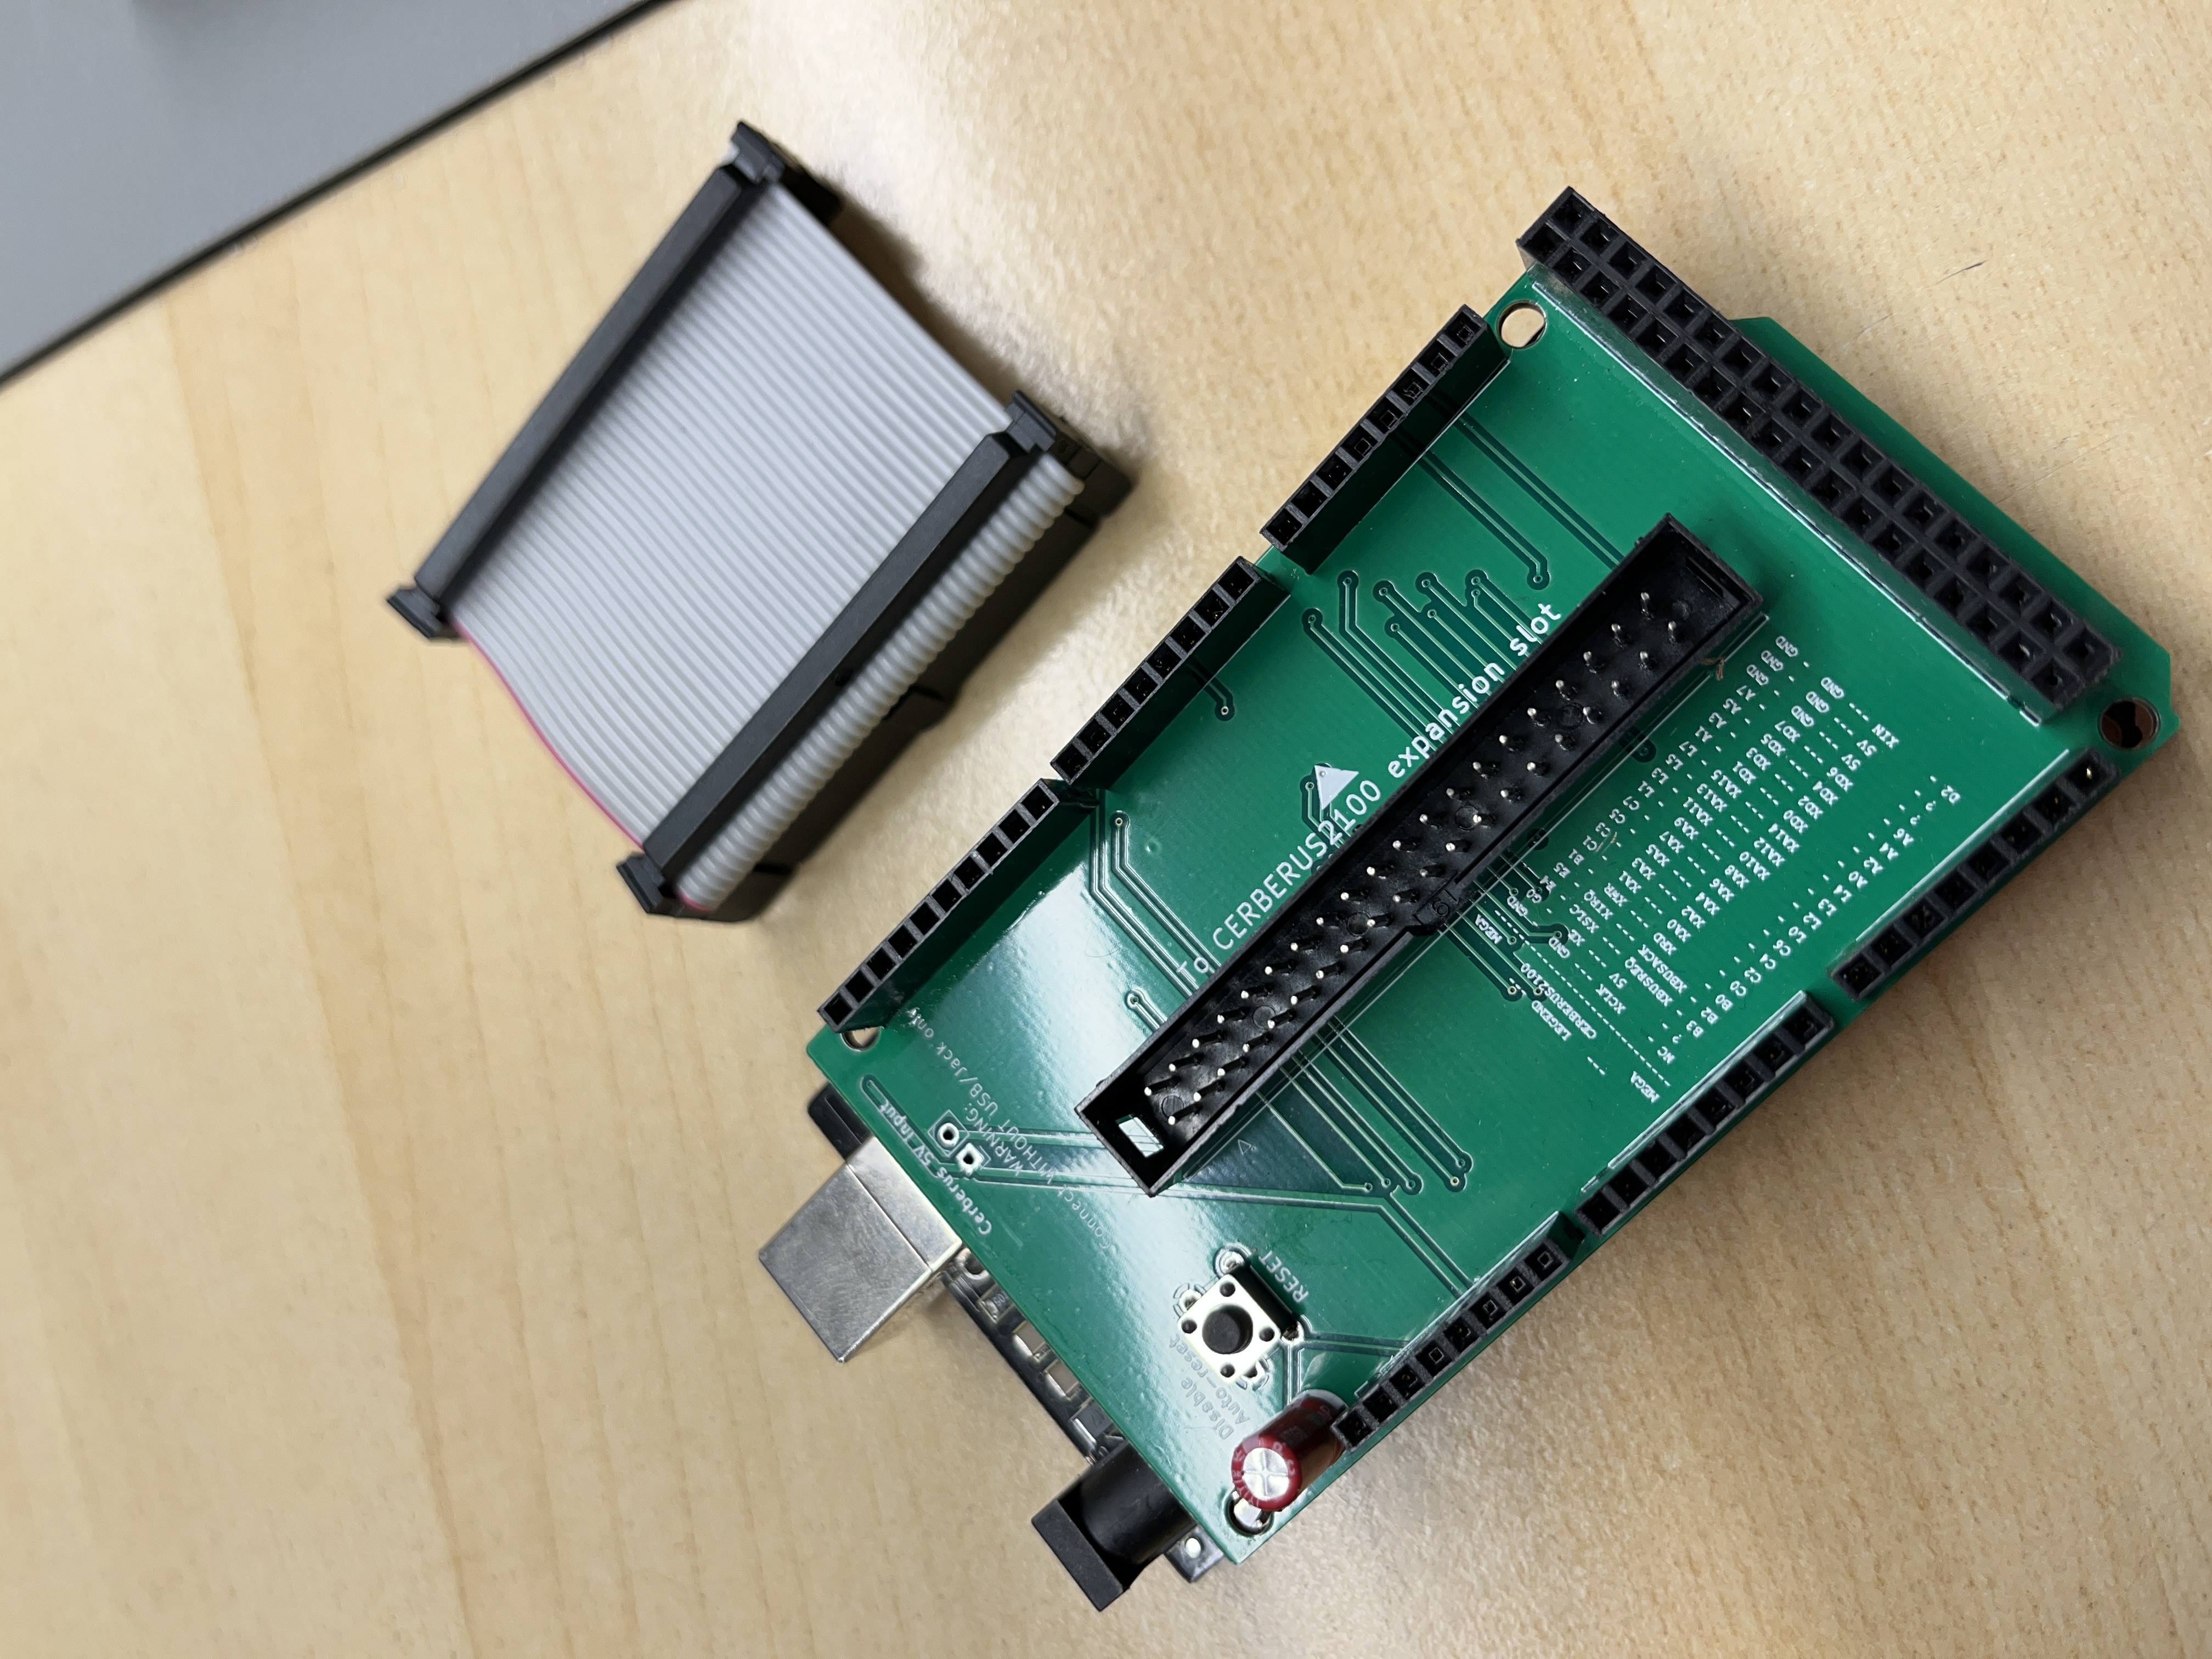 Cerberus 5V Input
WARNING:
Connect WITHOUT USB/Jack only
Disable
Auto-reset
RESET
To CERBERUS2100 expansion slot
--- LEGEND ---
MEGA CERBERUS2100 MEGA
NC - XCLK --- GND - GND
? - 5V --- - G0
B3 - XBUSREQ --- XSLC - E4
B2 - XBUSACK --- XIRQ - E5
B0 - XRD --- XWR - B1
C0 - XA0 --- XA1 - C1
C2 - XA2 --- XA3 - C3
C4 - XA4 --- XA5 - C5
C6 - XA6 --- XA7 - C7
L0 - XA8 --- XA9 - L1
L2 - XA10 --- XA11 - L3
L4 - XA12 --- XA13 - L5
L6 - XA14 --- XA15 - L7
A0 - XD0 --- XD1 - A1
A2 - XD2 --- XD3 - A3
A4 - XD4 --- XD5 - A5
A6 - XD6 --- XD7 - A7
? - 5V --- GND - GND
? - 5V --- GND - GND
D2 - XIN --- GND - GND